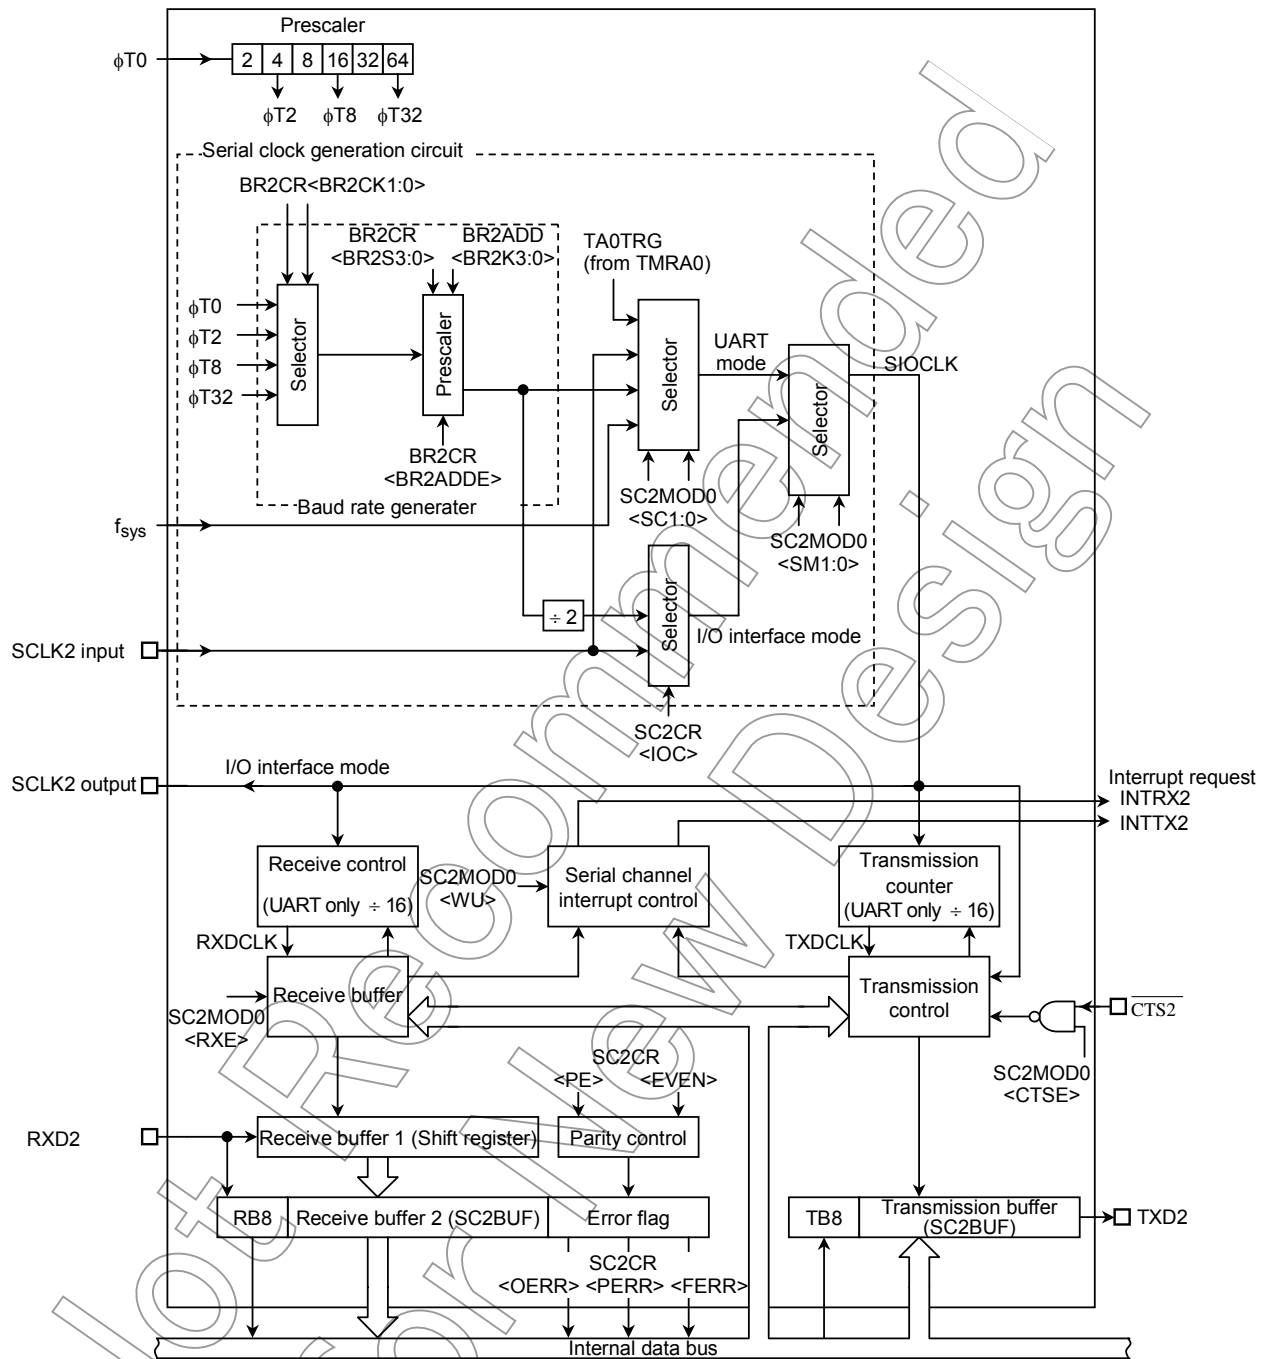 Prescaler
ϕT0
2 4 8 16 32 64
ϕT2 ϕT8 ϕT32
Serial clock generation circuit
BR2CR<BR2CK1:0>
BR2CR
<BR2S3:0>
BR2ADD
<BR2K3:0>
TA0TRG
(from TMRA0)
ϕT0
ϕT2
ϕT8
ϕT32
Selector
Prescaler
Selector
UART
mode
Selector
SIOCLK
BR2CR
<BR2ADDE>
Baud rate generater
SC2MOD0
<SC1:0>
fsys
SC2MOD0
<SM1:0>
÷ 2
Selector
I/O interface mode
SCLK2 input
SC2CR
<IOC>
I/O interface mode
SCLK2 output
Interrupt request
INTRX2
INTTX2
Receive control
(UART only ÷ 16)
SC2MOD0
<WU>
Serial channel
interrupt control
Transmission
counter
(UART only ÷ 16)
RXDCLK
TXDCLK
Receive buffer
SC2MOD0
<RXE>
Transmission
control
CTS2
SC2MOD0
<CTSE>
SC2CR
<PE> <EVEN>
RXD2
Receive buffer 1 (Shift register)
Parity control
RB8
Receive buffer 2 (SC2BUF)
Error flag
TB8
Transmission buffer
(SC2BUF)
TXD2
SC2CR
<OERR> <PERR> <FERR>
Internal data bus
Not Recommended
for New Design